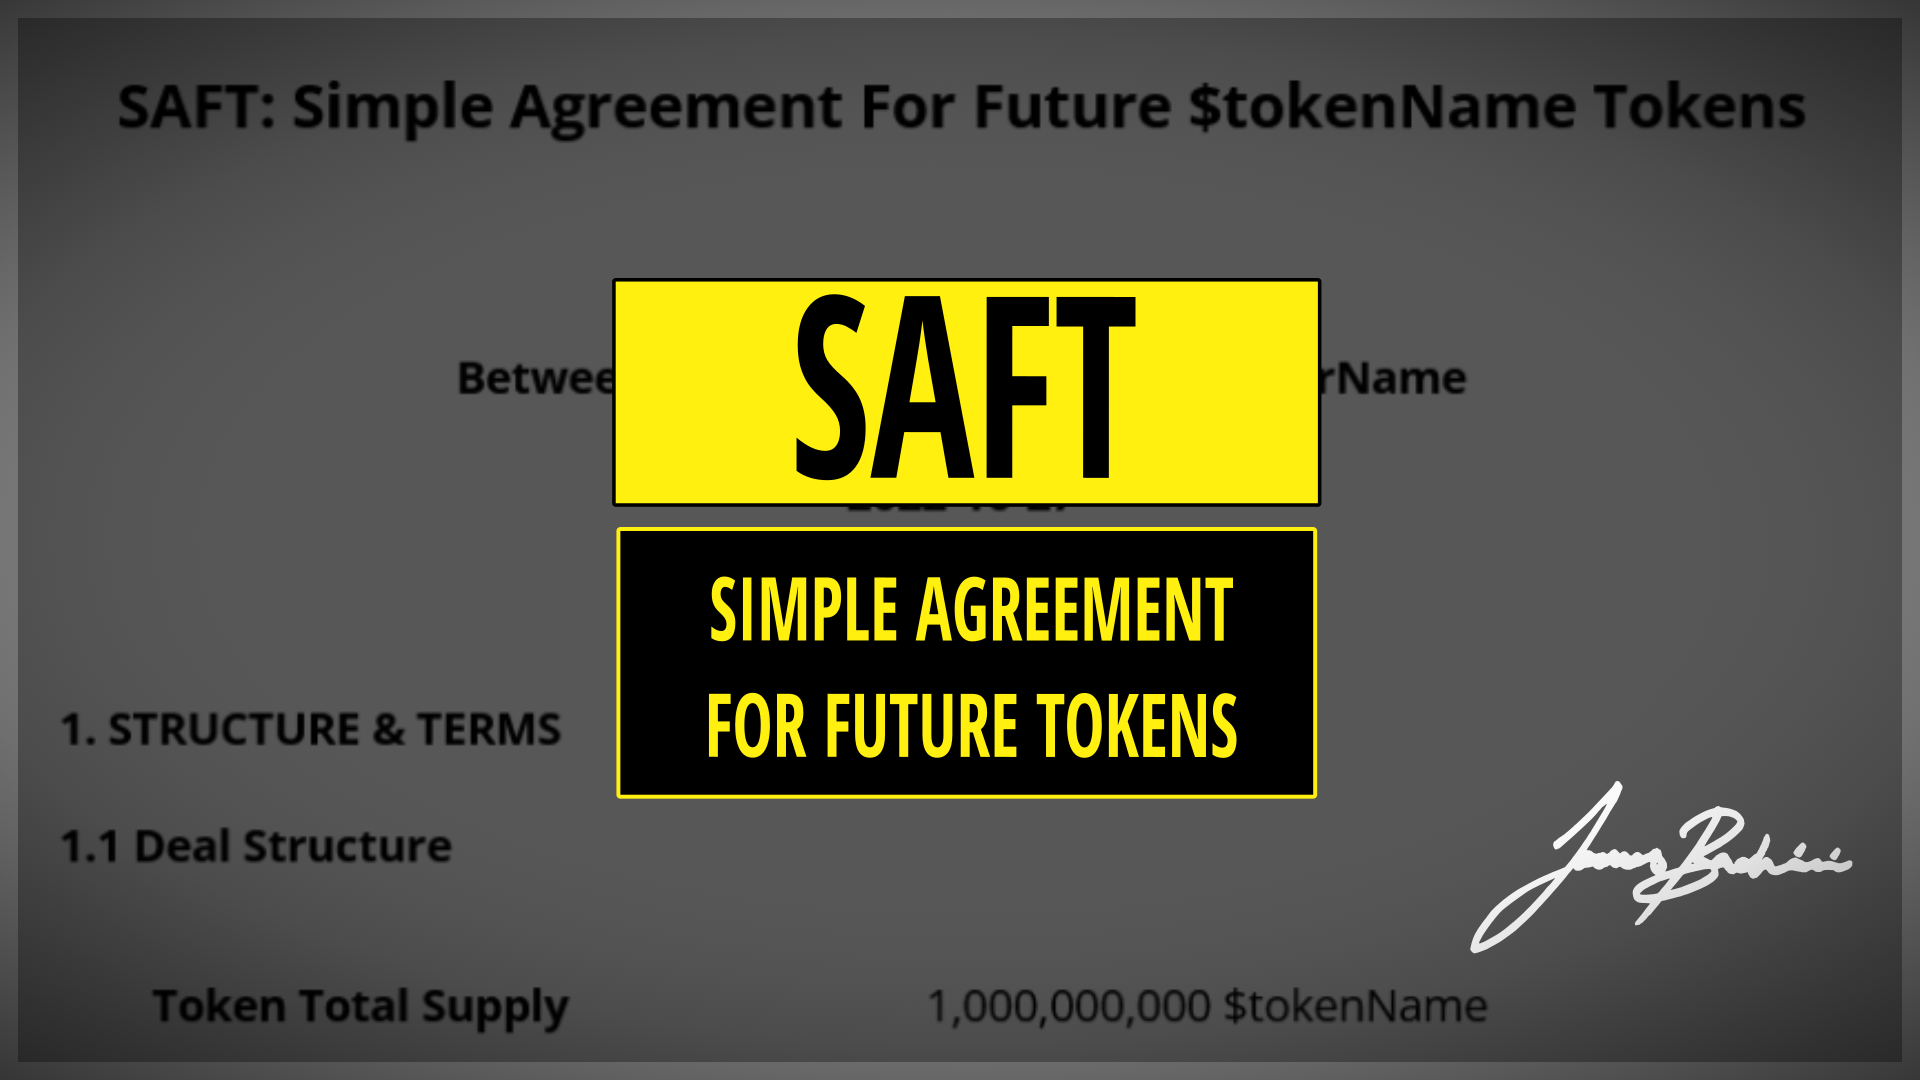 SAFT: Simple Agreement For Future $tokenName Tokens
SAFT
SIMPLE AGREEMENT
FOR FUTURE TOKENS
1. STRUCTURE & TERMS
1.1 Deal Structure
Token Total Supply 1,000,000,000 $tokenName